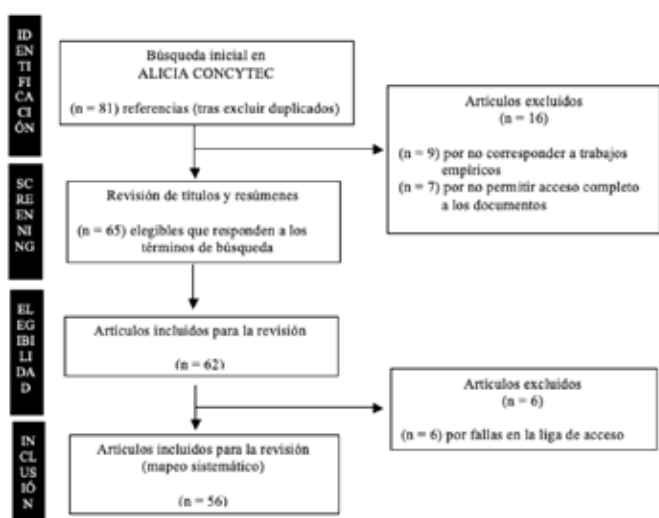 ID
EN
TI
FI
CA
CI
ÓN
Búsqueda inicial en
ALICIA CONCYTEC
(n = 81) referencias (tras excluir duplicados)
Artículos excluidos
(n = 16)
(n = 9) por no corresponder a trabajos
empíricos
(n = 7) por no permitir acceso completo
a los documentos
SC
RE
EN
NI
NG
Revisión de títulos y resúmenes
(n = 65) elegibles que responden a los
términos de búsqueda
EL
EG
IBI
LI
DA
D
Artículos incluidos para la revisión
(n = 62)
Artículos excluidos
(n = 6)
(n = 6) por fallas en la liga de acceso
IN
CL
US
IÓ
N
Artículos incluidos para la revisión
(mapeo sistemático)
(n = 56)